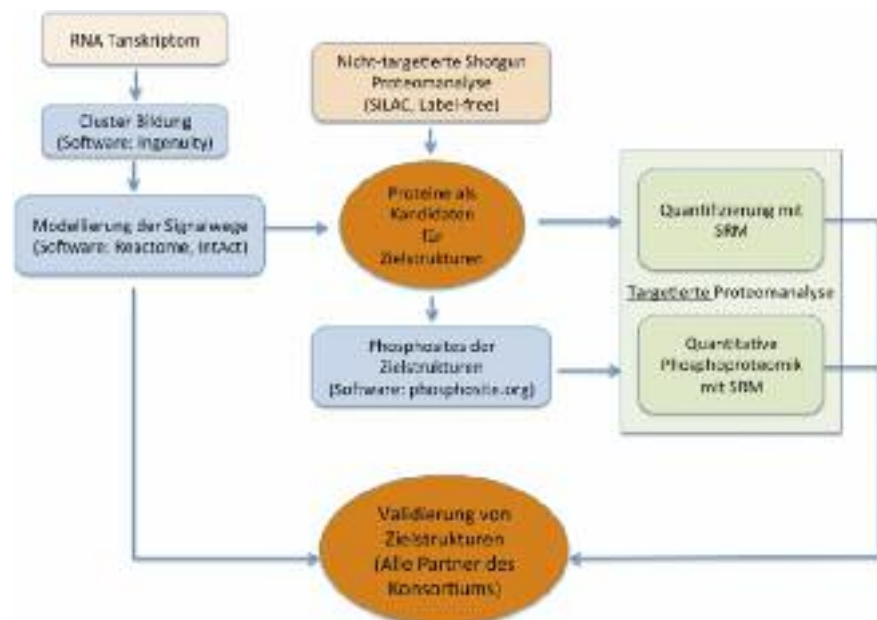 RNA Tanskriptom
Cluster Bildung
(Software: Ingenuity)
Modellierung der Signalwege
(Software: Reactome, IntAct)
Nicht-targetierte Shotgun
Proteomanalyse
(SILAC, Label-free)
Proteine als
Kandidaten
für
Zielstrukturen
Phosphosites der
Zielstrukturen
(Software: phosphosite.org)
Quantifizierung mit
SRM
Targetierte Proteomanalyse
Quantitative
Phosphoproteomik
mit SRM
Validierung von
Zielstrukturen
(Alle Partner des
Konsortiums)